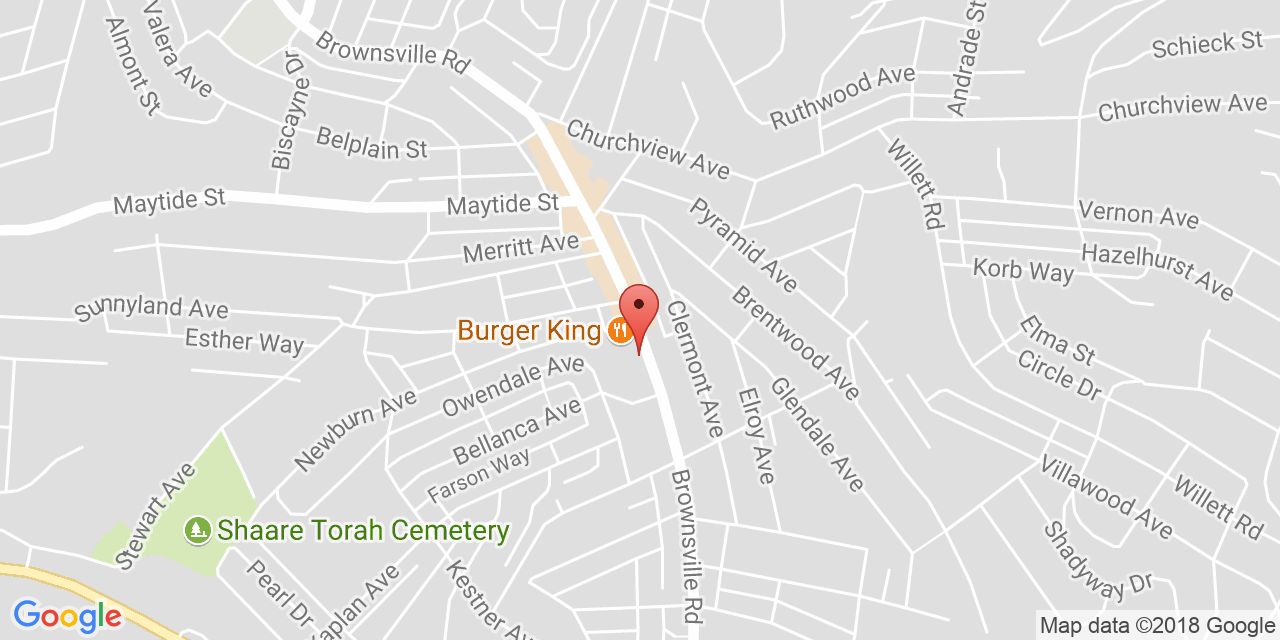 Valera Ave
Almont St
Biscayne Dr
Brownsville Rd
Belplain St
Maytide St
Maytide St
Merritt Ave
Sunnyland Ave
Esther Way
Burger King
Newburn Ave
Owendale Ave
Bellanca Ave
Farson Way
Stewart Ave
Shaare Torah Cemetery
Pearl Dr
Kaplan Ave
Kestner Av
Churchview Ave
Pyramid Ave
Brentwood Ave
Clermont Ave
Elroy Ave
Glendale Ave
Brownsville Rd
Ruthwood Ave
Andrade St
Schieck St
Churchview Ave
Willett Rd
Vernon Ave
Hazelhurst Ave
Korb Way
Elma St
Circle Dr
Villawood Ave
Willett Rd
Shadyway Dr
Google
Map data ©2018 Google